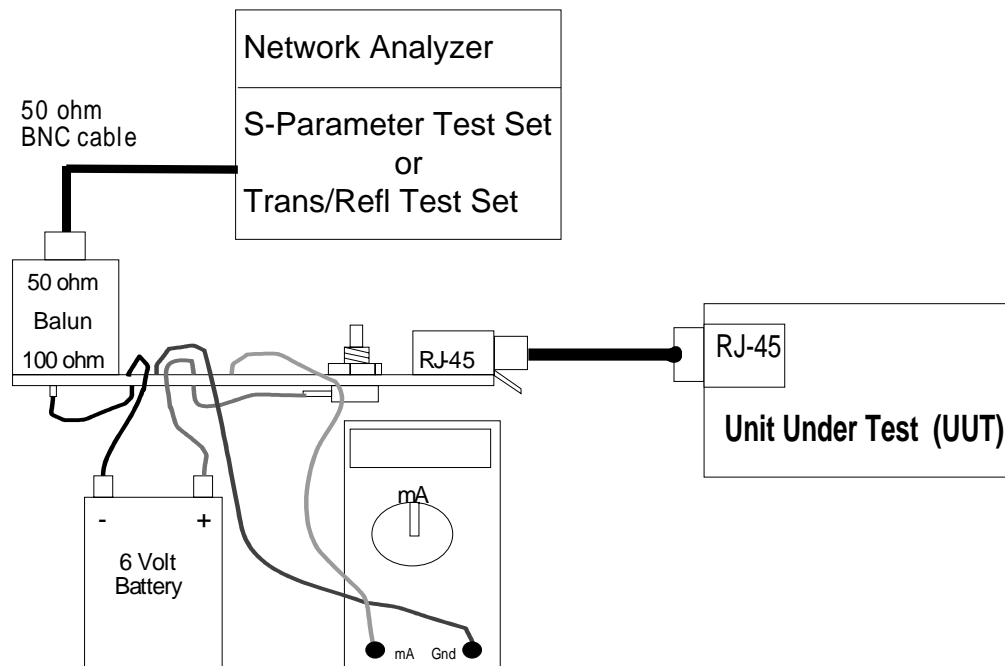 Network Analyzer
S-Parameter Test Set
or
Trans/Refl Test Set
50 ohm
BNC cable
50 ohm
Balun
100 ohm
RJ-45
RJ-45
Unit Under Test (UUT)
mA
- +
6 Volt
Battery
mA Gnd